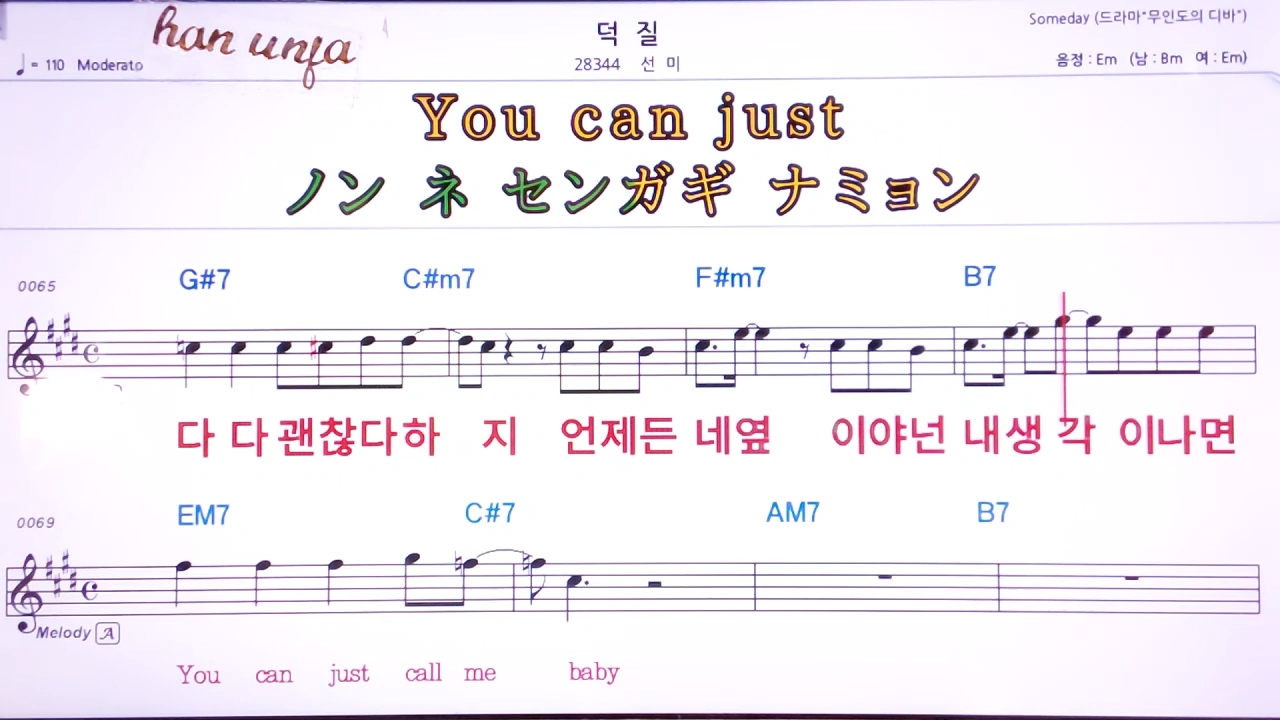 han unfa
덕 질
Someday (드라마"무인도의 디바")
♩= 110 Moderato
28344 선 미
음정 : Em (남 : Bm 여 : Em)
You can just
ノン ネ センガギ ナミョン
0065
G#7 C#m7 F#m7 B7
다 다 괜찮다하 지 언제든 네옆 이야넌 내생 각 이나면
0069
EM7 C#7 AM7 B7
Melody A
You can just call me baby